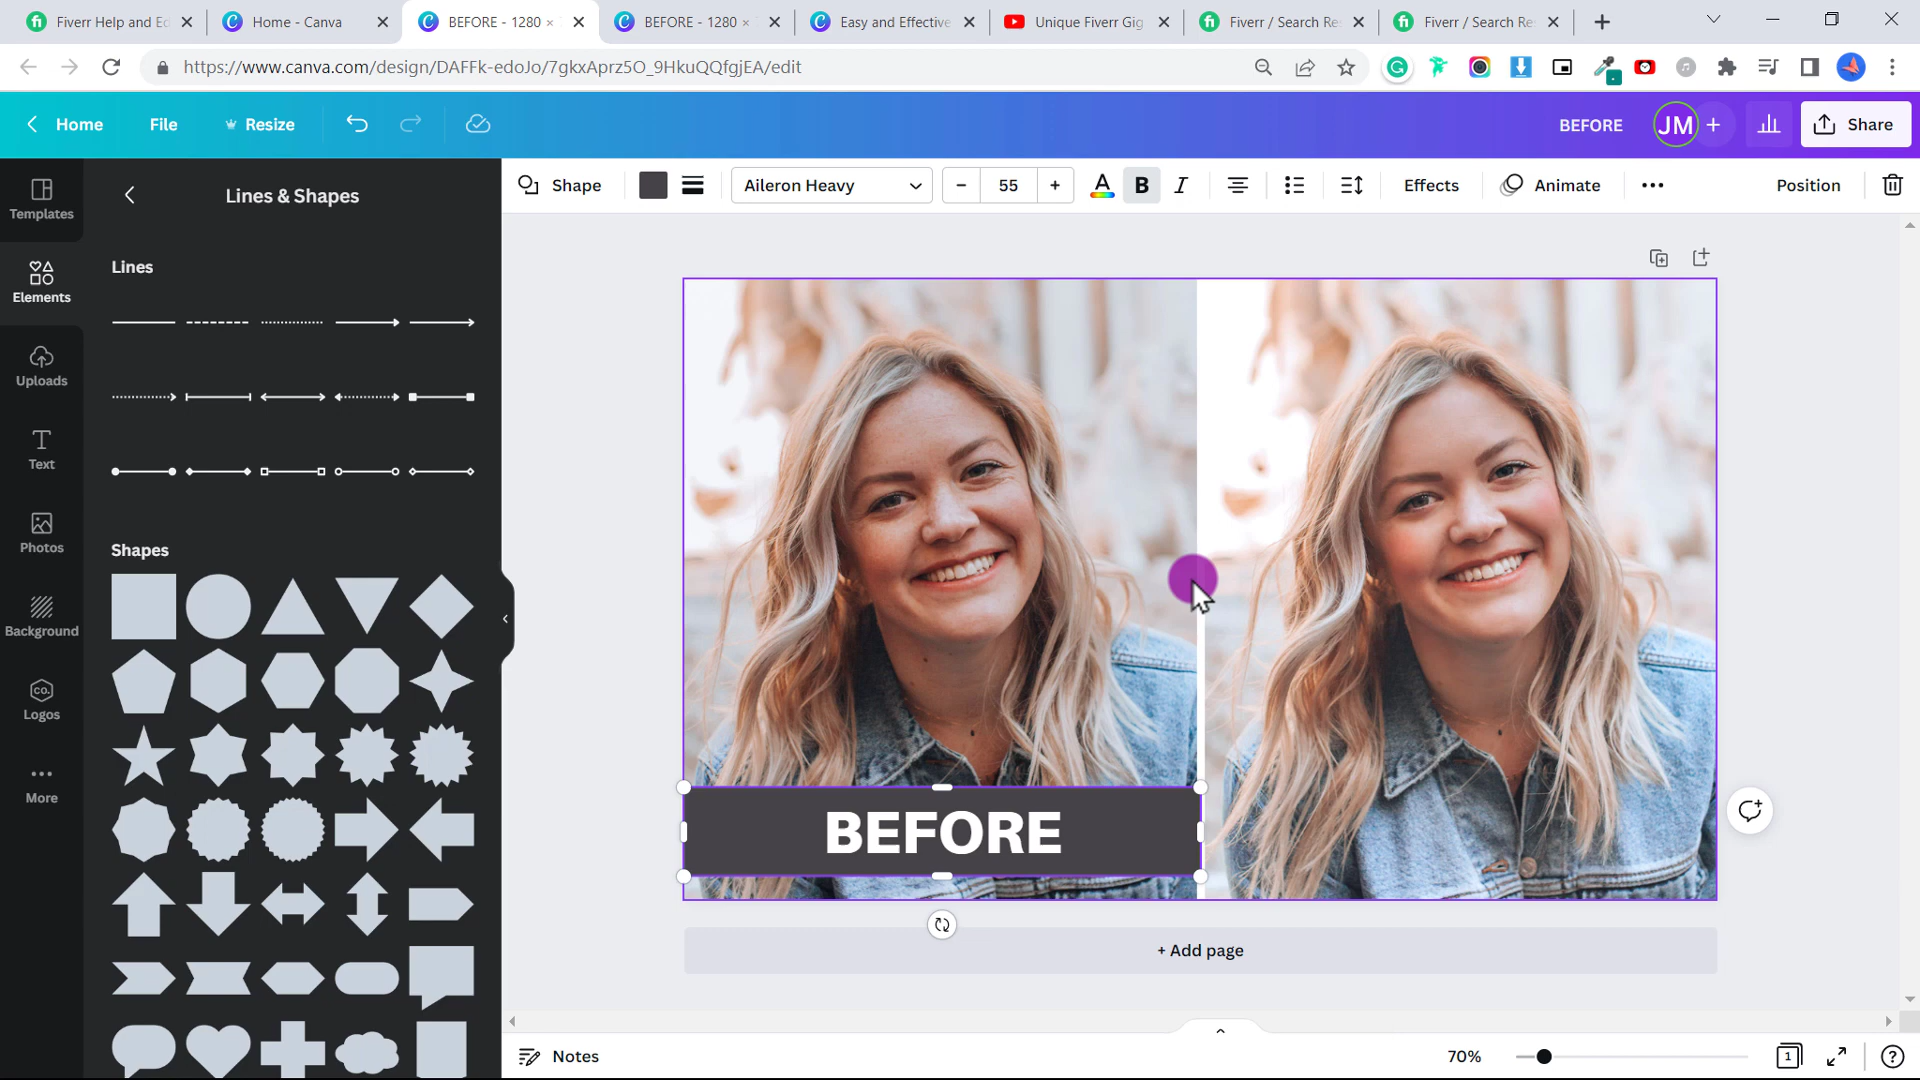 Fiverr Help and Ed
Home - Canva
BEFORE - 1280 ×
BEFORE - 1280 ×
Easy and Effective
Unique Fiverr Gig
Fiverr / Search Re
Fiverr / Search Re
https://www.canva.com/design/DAFFk-edoJo/7gkxAprz5O_9HkuQQfgjEA/edit
Home
File
Resize
BEFORE
JM
+
Share
Templates
Elements
Uploads
Text
Photos
Background
CO.
Logos
More
Lines & Shapes
Lines
Shapes
Shape
Aileron Heavy
– 55 +
A
B
I
Effects
Animate
Position
BEFORE
+ Add page
Notes
70%
1
?